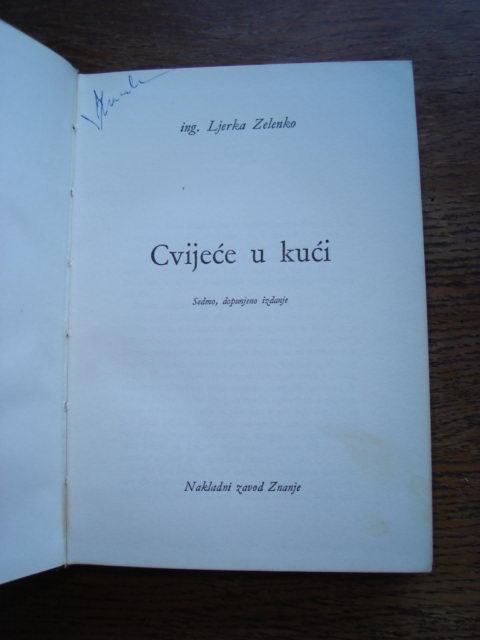 ing. Ljerka Zelenko
Cvijeće u kući
Sedmo, dopunjeno izdanje
Nakladni zavod Znanje